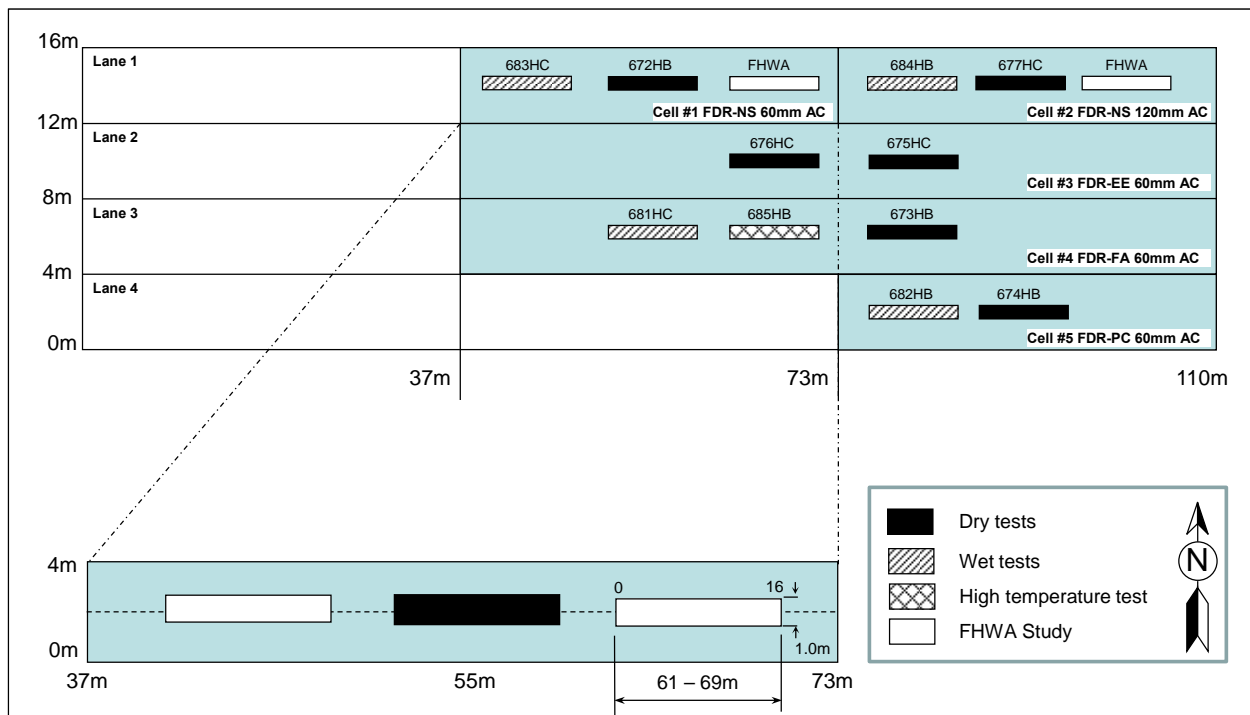 16m
Lane 1
683HC 672HB FHWA 684HB 677HC FHWA
Cell #1 FDR-NS 60mm AC Cell #2 FDR-NS 120mm AC
12m
Lane 2
676HC 675HC
Cell #3 FDR-EE 60mm AC
8m
Lane 3
681HC 685HB 673HB
Cell #4 FDR-FA 60mm AC
4m
Lane 4
682HB 674HB
Cell #5 FDR-PC 60mm AC
0m
37m 73m 110m
4m
0 16
1.0m
0m
37m 55m 61 – 69m 73m
Dry tests
Wet tests
High temperature test
FHWA Study
N